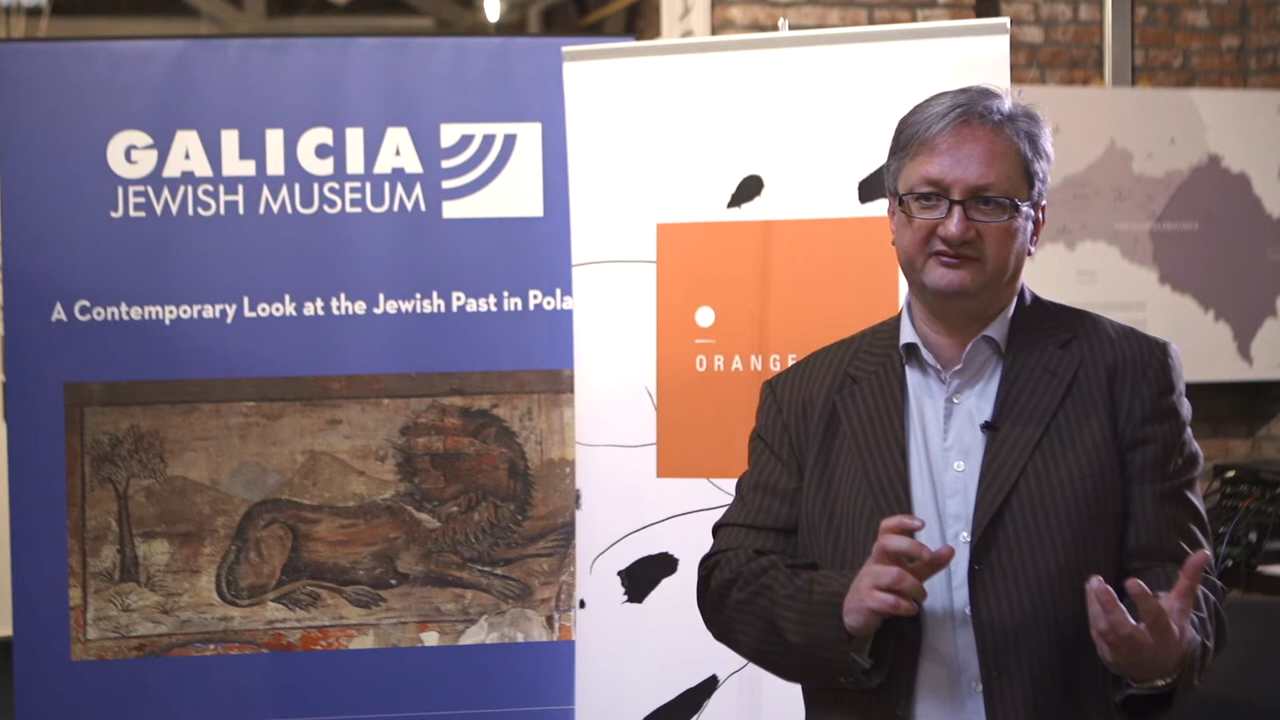 GALICIA
JEWISH MUSEUM
A Contemporary Look at the Jewish Past in Pola
ORANGE